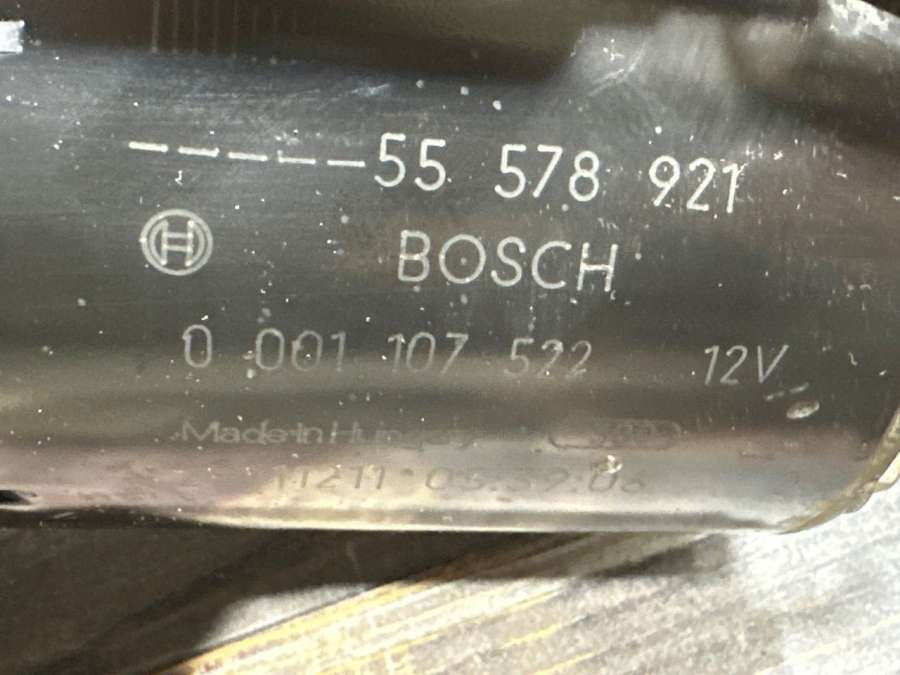 -----55 578 921
BOSCH
0 001 107 522 12V
Made in Hungary